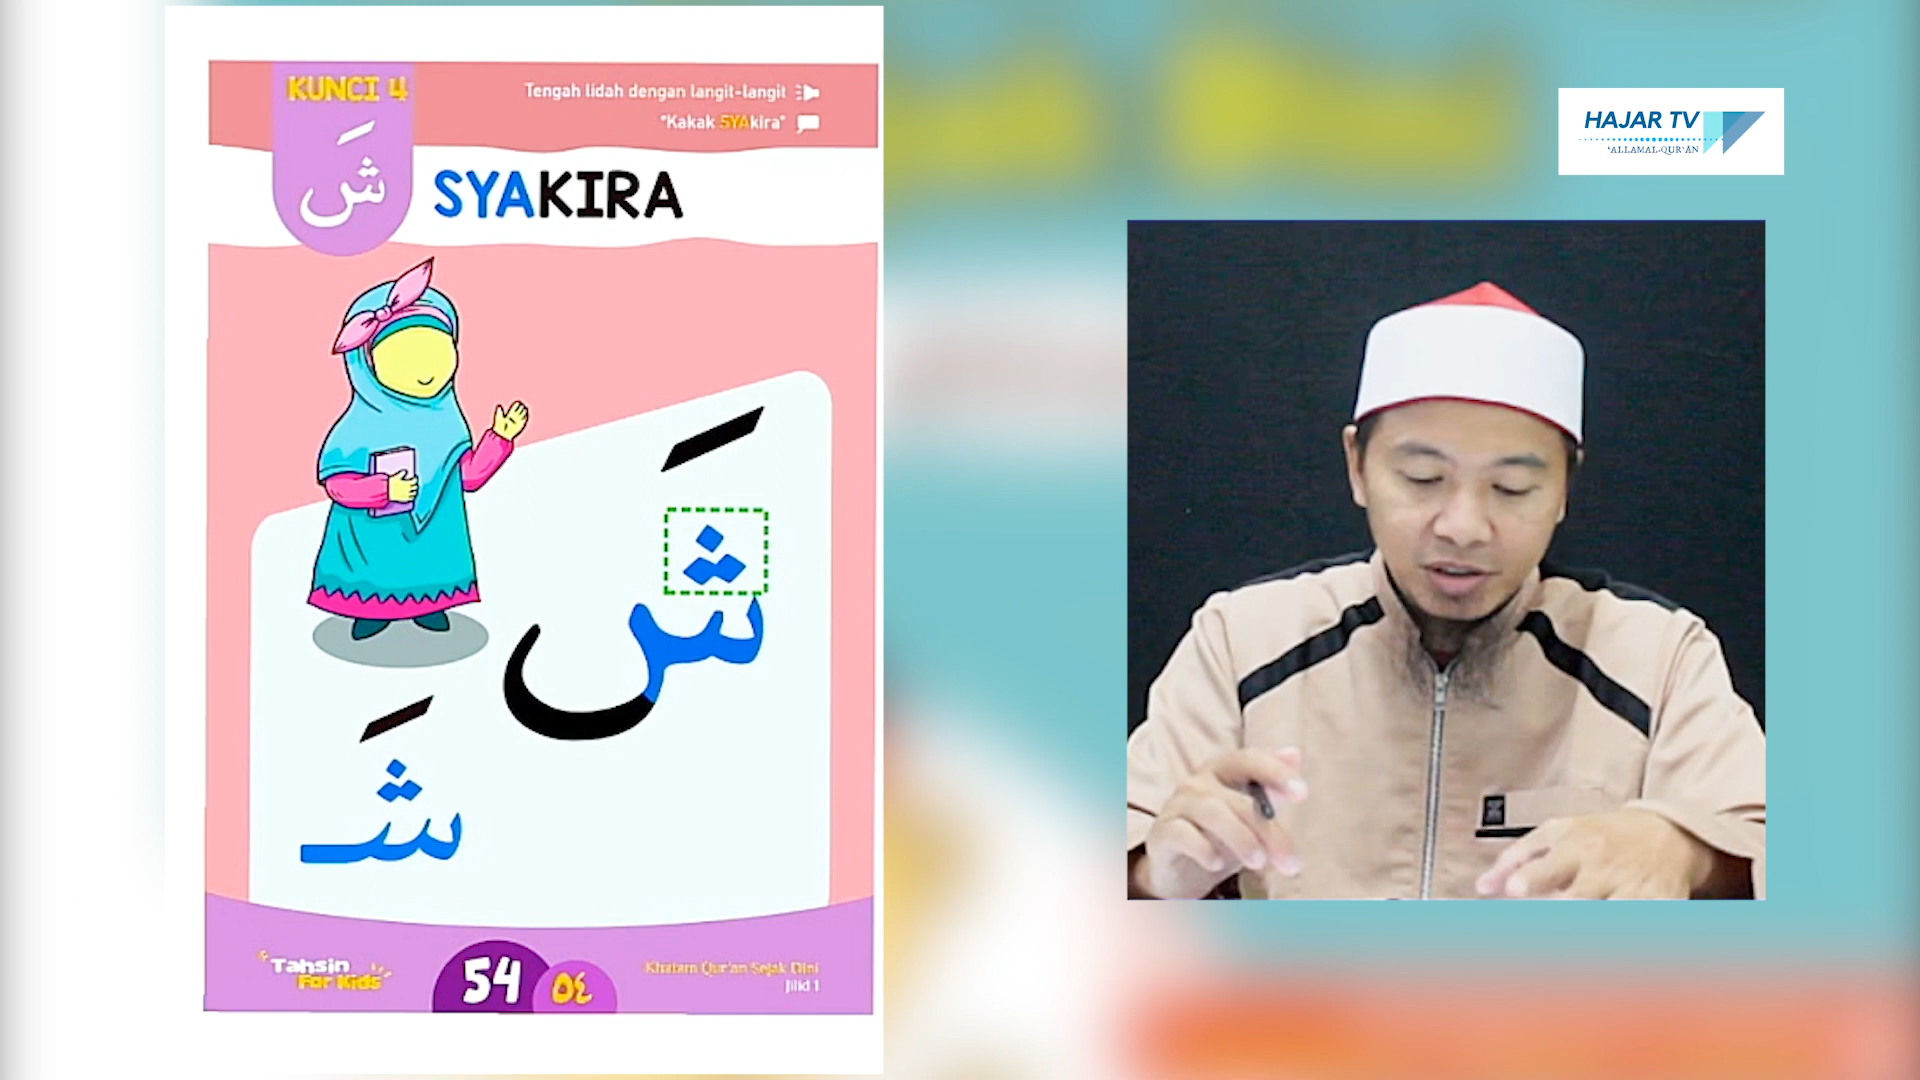 KUNCI 4
شَ
Tengah lidah dengan langit-langit
"Kakak SYAkira"
SYAKIRA
شَ
شَـ
Tahsin
For Kids
54
٥٤
Khatam Qur'an Sejak Dini
Jilid 1
HAJAR TV
'ALLAMAL-QUR'ÂN